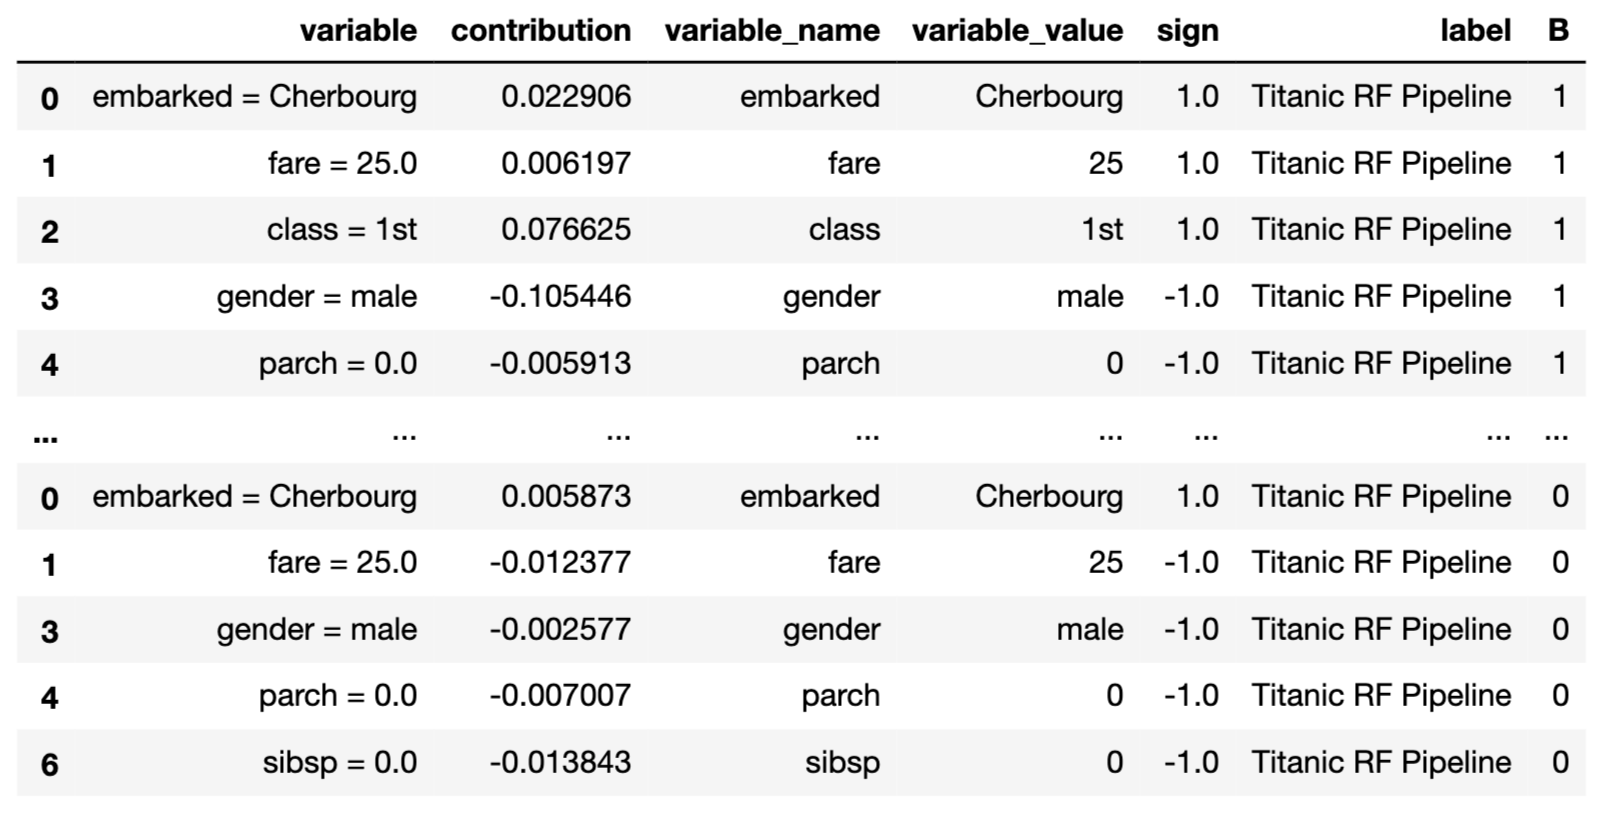 variable contribution variable_name variable_value sign label B
0 embarked = Cherbourg 0.022906 embarked Cherbourg 1.0 Titanic RF Pipeline 1
1 fare = 25.0 0.006197 fare 25 1.0 Titanic RF Pipeline 1
2 class = 1st 0.076625 class 1st 1.0 Titanic RF Pipeline 1
3 gender = male -0.105446 gender male -1.0 Titanic RF Pipeline 1
4 parch = 0.0 -0.005913 parch 0 -1.0 Titanic RF Pipeline 1
... ... ... ... ... ... ... ...
0 embarked = Cherbourg 0.005873 embarked Cherbourg 1.0 Titanic RF Pipeline 0
1 fare = 25.0 -0.012377 fare 25 -1.0 Titanic RF Pipeline 0
3 gender = male -0.002577 gender male -1.0 Titanic RF Pipeline 0
4 parch = 0.0 -0.007007 parch 0 -1.0 Titanic RF Pipeline 0
6 sibsp = 0.0 -0.013843 sibsp 0 -1.0 Titanic RF Pipeline 0